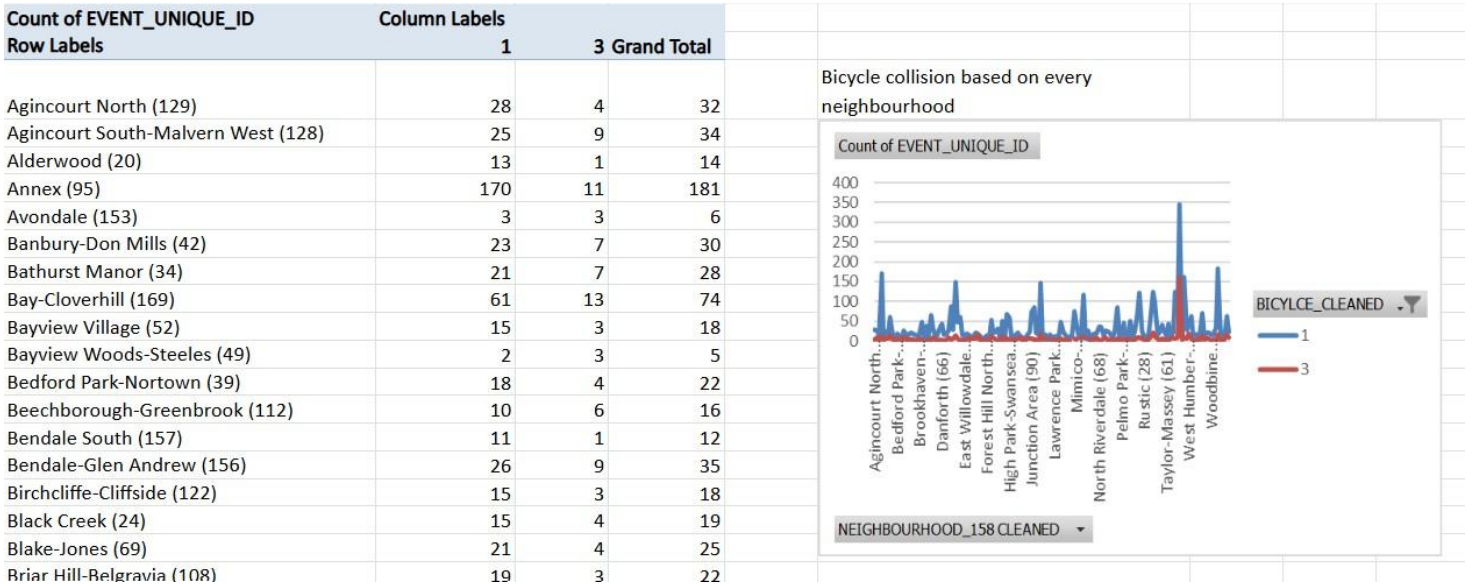 Count of EVENT_UNIQUE_ID Column Labels
Row Labels 1 3 Grand Total
Agincourt North (129) 28 4 32
Agincourt South-Malvern West (128) 25 9 34
Alderwood (20) 13 1 14
Annex (95) 170 11 181
Avondale (153) 3 3 6
Banbury-Don Mills (42) 23 7 30
Bathurst Manor (34) 21 7 28
Bay-Cloverhill (169) 61 13 74
Bayview Village (52) 15 3 18
Bayview Woods-Steeles (49) 2 3 5
Bedford Park-Nortown (39) 18 4 22
Beechborough-Greenbrook (112) 10 6 16
Bendale South (157) 11 1 12
Bendale-Glen Andrew (156) 26 9 35
Birchcliffe-Cliffside (122) 15 3 18
Black Creek (24) 15 4 19
Blake-Jones (69) 21 4 25
Briar Hill-Belgravia (108) 19 3 22
Bicycle collision based on every
neighbourhood
Count of EVENT_UNIQUE_ID
400
350
300
250
200
150
100
50
0
Agincourt North...
Bedford Park-...
Brookhaven-...
Danforth (66)
East Willowdale...
Forest Hill North...
High Park-Swansea...
Junction Area (90)
Lawrence Park...
Mimico-...
North Riverdale (68)
Pelmo Park-...
Rustic (28)
Taylor-Massey (61)
West Humber-...
Woodbine...
BICYLCE_CLEANED
1
3
NEIGHBOURHOOD_158 CLEANED